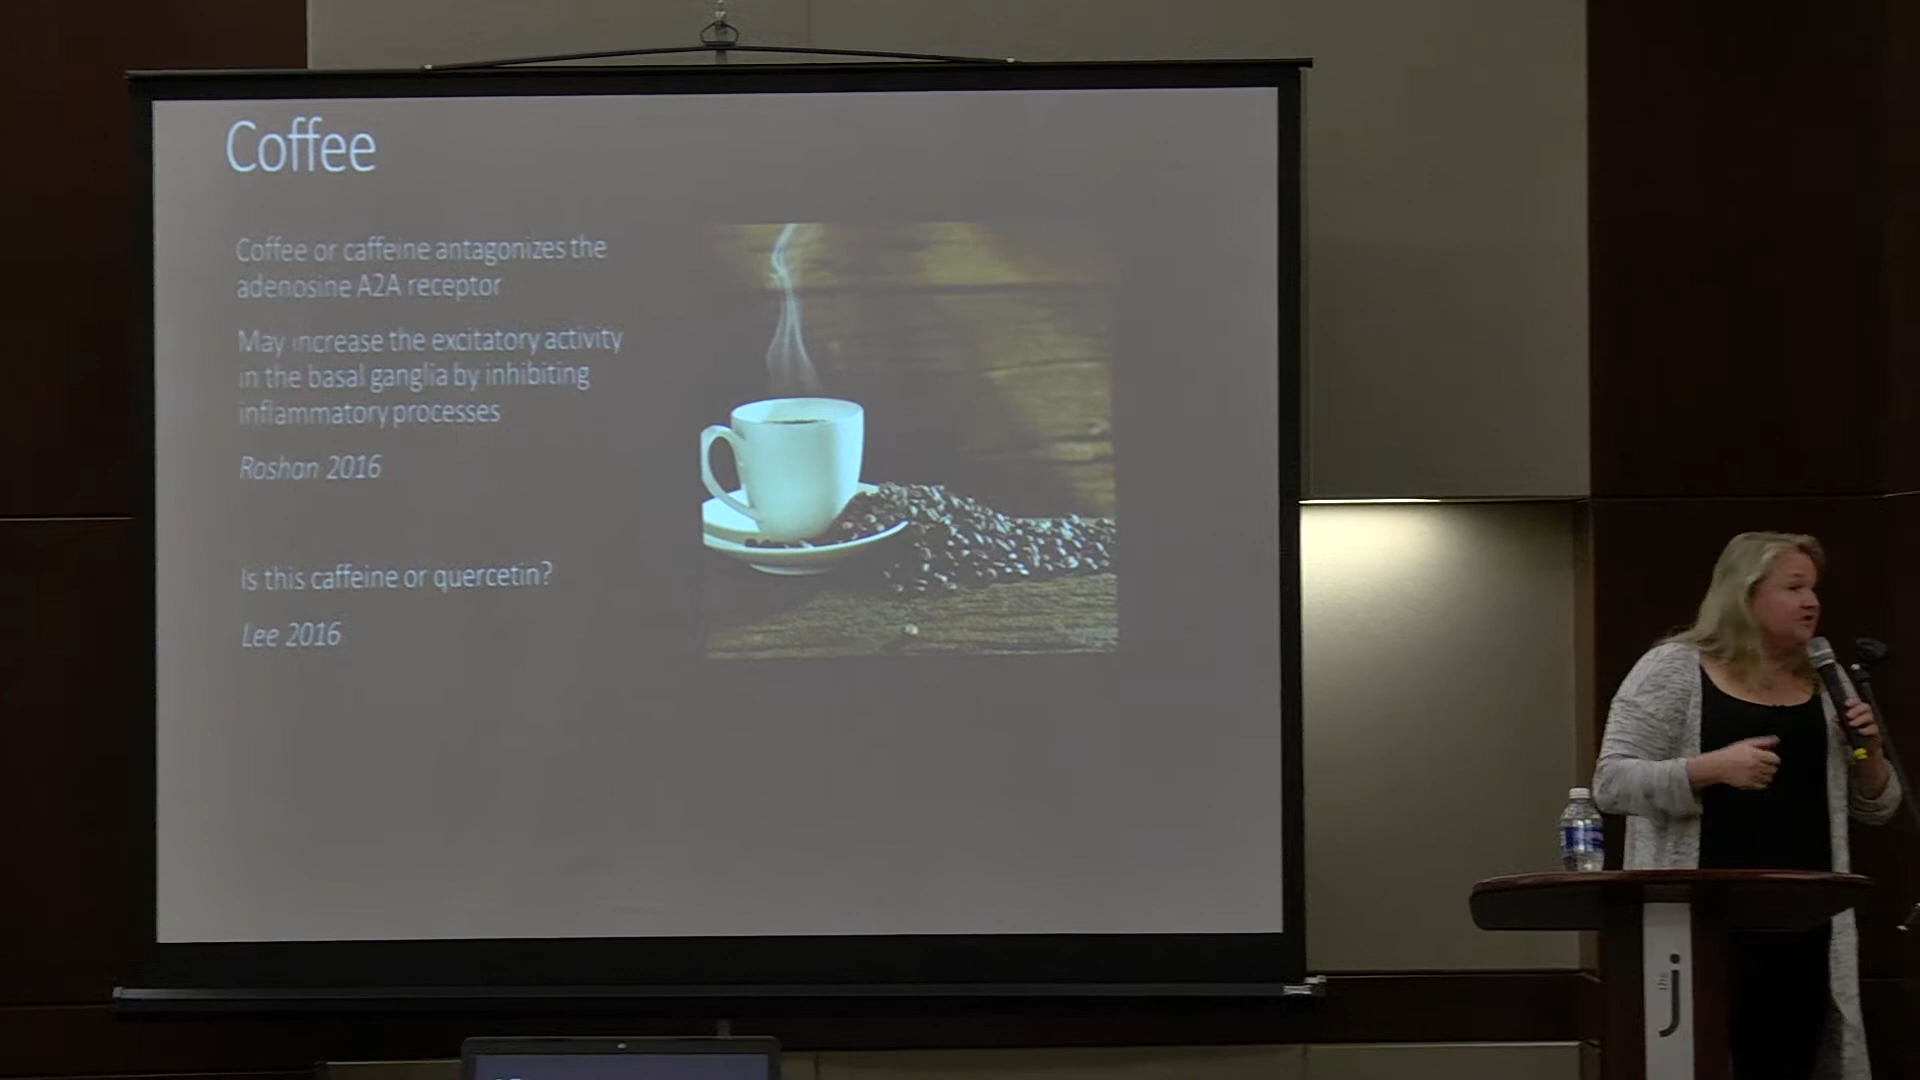 Coffee
Coffee or caffeine antagonizes the
adenosine A2A receptor
May increase the excitatory activity
in the basal ganglia by inhibiting
inflammatory processes
Roshan 2016
Is this caffeine or quercetin?
Lee 2016
the j